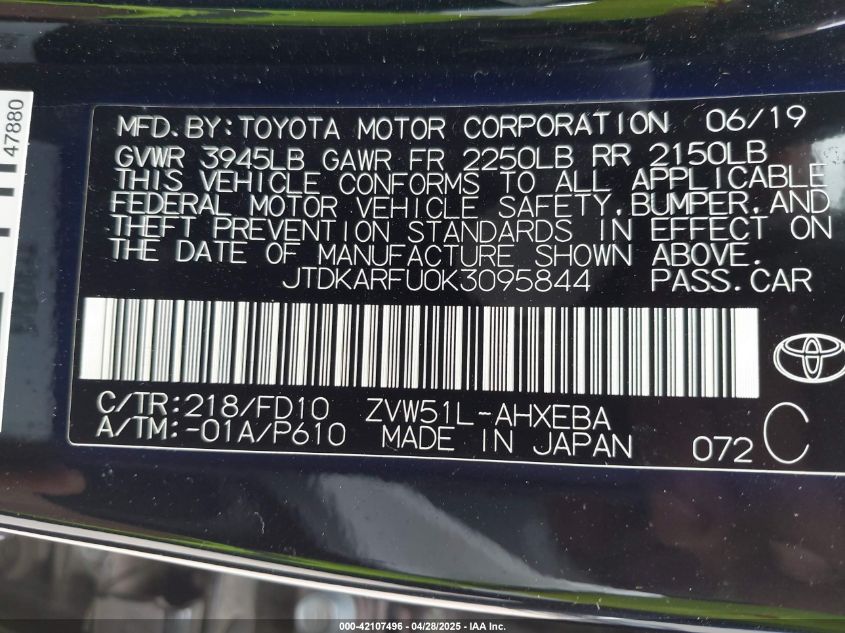 47880
MFD.BY:TOYOTA MOTOR CORPORATION 06/19
GVWR 3945LB GAWR FR 2250LB RR 2150LB
THIS VEHICLE CONFORMS TO ALL APPLICABLE
FEDERAL MOTOR VEHICLE SAFETY,BUMPER,AND
THEFT PREVENTION STANDARDS IN EFFECT ON
THE DATE OF MANUFACTURE SHOWN ABOVE.
JTDKARFU0K3095844 PASS.CAR
C/TR:218/FD10 ZVW51L-AHXEBA
A/TM:-01A/P610 MADE IN JAPAN 072 C
000-42107496 - 04/28/2025 - IAA Inc.